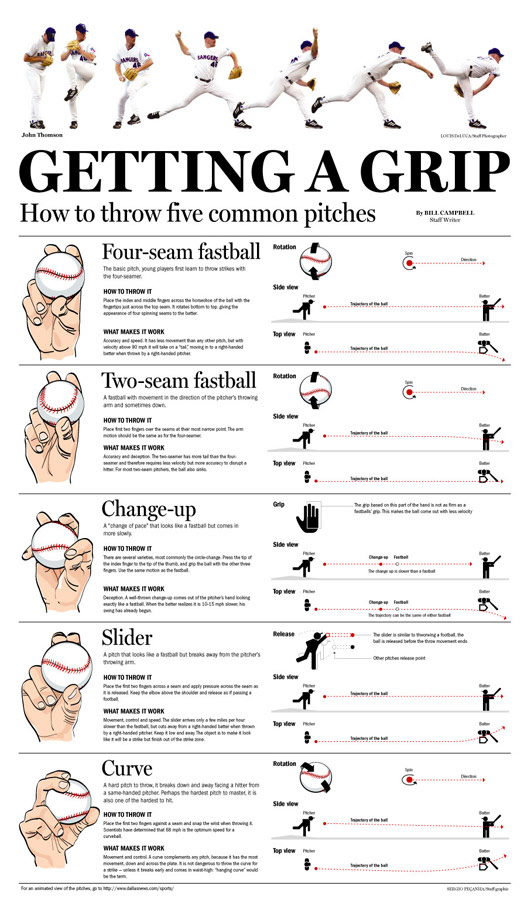 RANGERS
John Thomson
LOUIS DeLUCA/Staff Photographer
GETTING A GRIP
How to throw five common pitches
By BILL CAMPBELL
Staff Writer
Four-seam fastball
The basic pitch, young players first learn to throw strikes
with the four-seamer.
HOW TO THROW IT
Place the index and middle fingers across the horseshoe of the ball with the
fingertips just across the top seam. It rotates bottom to top, giving the
appearance of four spinning seams to the batter.
WHAT MAKES IT WORK
Accuracy and speed. It has less movement than any other pitch, but with
velocity above 90 mph it will take on a "tail," moving in to a right-handed
batter when thrown by a right-handed pitcher.
Rotation
Spin
Direction
Side view
Pitcher
Trajectory of the ball
Batter
Top view
Pitcher
Trajectory of the ball
Batter
Two-seam fastball
A fastball with movement in the direction of the pitcher's throwing
arm and sometimes down.
HOW TO THROW IT
Place first two fingers over the seams at their most narrow point. The arm
motion should be the same as for the four-seamer.
WHAT MAKES IT WORK
Accuracy and deception. The two-seamer has more tail than the four-
seamer and therefore requires less velocity but more accuracy to disrupt a
hitter. For most two-seam pitchers, the ball also sinks.
Rotation
Spin
Direction
Side view
Pitcher
Trajectory of the ball
Batter
Top view
Pitcher
Trajectory of the ball
Batter
Change-up
A "change of pace" that looks like a fastball but comes in
more slowly.
HOW TO THROW IT
There are several varieties, most commonly the circle-change. Press the tip of
the index finger to the tip of the thumb, and grip the ball with the other three
fingers. Use the same motion as the fastball.
WHAT MAKES IT WORK
Deception. A well-thrown change-up comes out of the pitcher's hand looking
exactly like a fastball. When the batter realizes it is 10-15 mph slower, his
swing has already begun.
Grip
The grip based on this part of the hand is not as firm as a
fastballs' grip. This makes the ball come out with less velocity
Side view
Pitcher
Change-up
Fastball
Batter
The change up is slower than a fastball
Top view
Pitcher
Change-up
Fastball
Batter
The trajectory can be the same of either fastball
Slider
A pitch that looks like a fastball but breaks away from the pitcher's
throwing arm.
HOW TO THROW IT
Place the first two fingers across a seam and apply pressure across the seam as
it is released. Keep the elbow above the shoulder and release as if passing a
football.
WHAT MAKES IT WORK
Movement, control and speed. The slider arrives only a few miles per hour
slower than the fastball, but cuts away from a right-handed batter when thrown
by a right-handed pitcher. Keep it low and away. The object is to make it look
like it will be a strike but finish out of the strike zone.
Release
The slider is similar to throwing a football, the
ball is released before the throw movement ends
Other pitches release point
Side view
Pitcher
Trajectory of the ball
Batter
Top view
Pitcher
Trajectory of the ball
Batter
Curve
A hard pitch to throw, it breaks down and away facing a hitter from
a same-handed pitcher. Perhaps the hardest pitch to master, it is
also one of the hardest to hit.
HOW TO THROW IT
Place the first two fingers against a seam and snap the wrist when throwing it.
Scientists have determined that 68 mph is the optimum speed for a
curveball.
WHAT MAKES IT WORK
Movement and control. A curve complements any pitch, because it has the most
movement, down and across the plate. It is not dangerous to throw the curve for
a strike — unless it breaks early and comes in waist-high: "hanging curve" would
be the term.
Rotation
Spin
Direction
Side view
Pitcher
Trajectory of the ball
Batter
Top view
Pitcher
Trajectory of the ball
Batter
For an animated view of the pitches, go to http://www.dallasnews.com/sports/
SERGIO PEÇANHA/Staff graphic